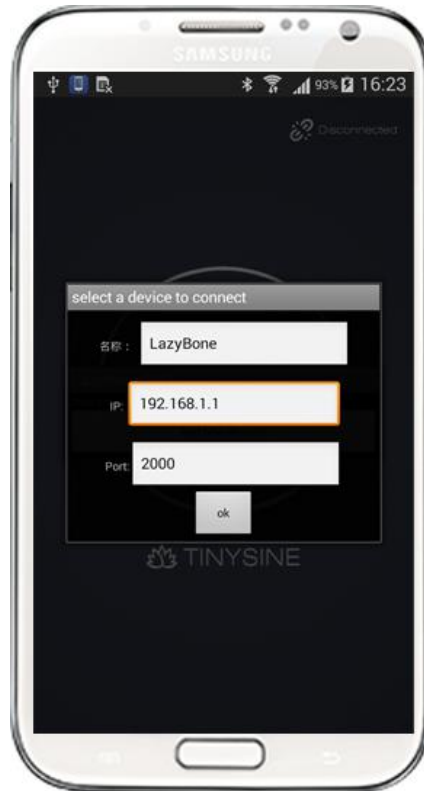 SAMSUNG
93% 16:23
Disconnected
select a device to connect
名称：
LazyBone
IP:
192.168.1.1
Port:
2000
ok
TINYSINE